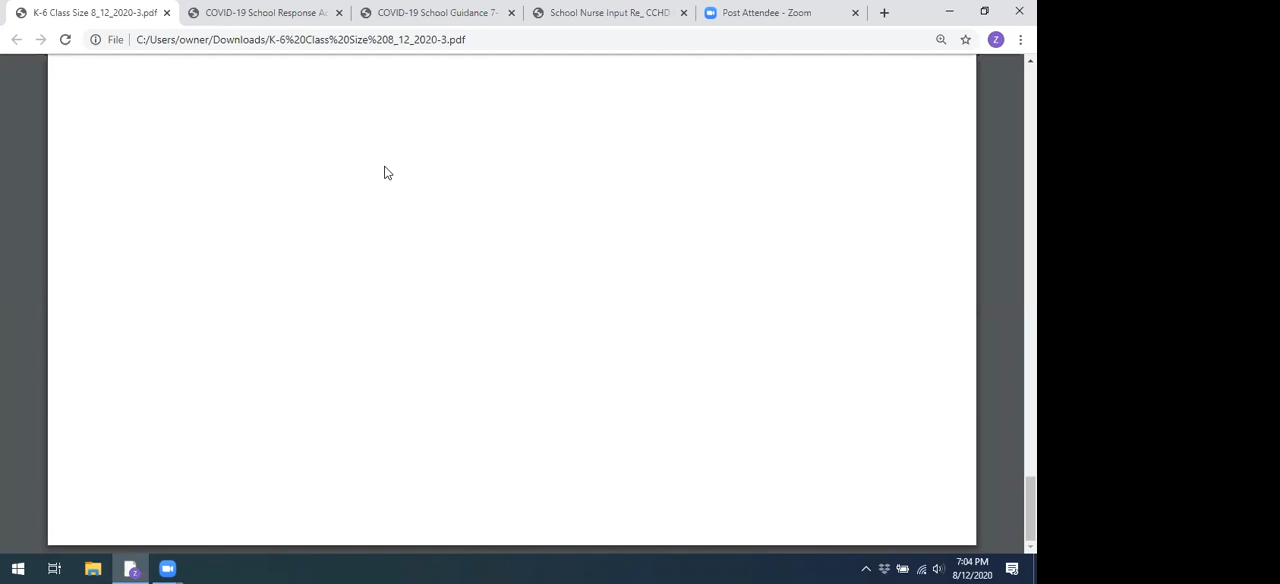 K-6 Class Size 8_12_2020-3.pdf
COVID-19 School Response Ac
COVID-19 School Guidance 7-
School Nurse Input Re_ CCHD
Post Attendee - Zoom
File
C:/Users/owner/Downloads/K-6%20Class%20Size%208_12_2020-3.pdf
Z
Z
7:04 PM
8/12/2020